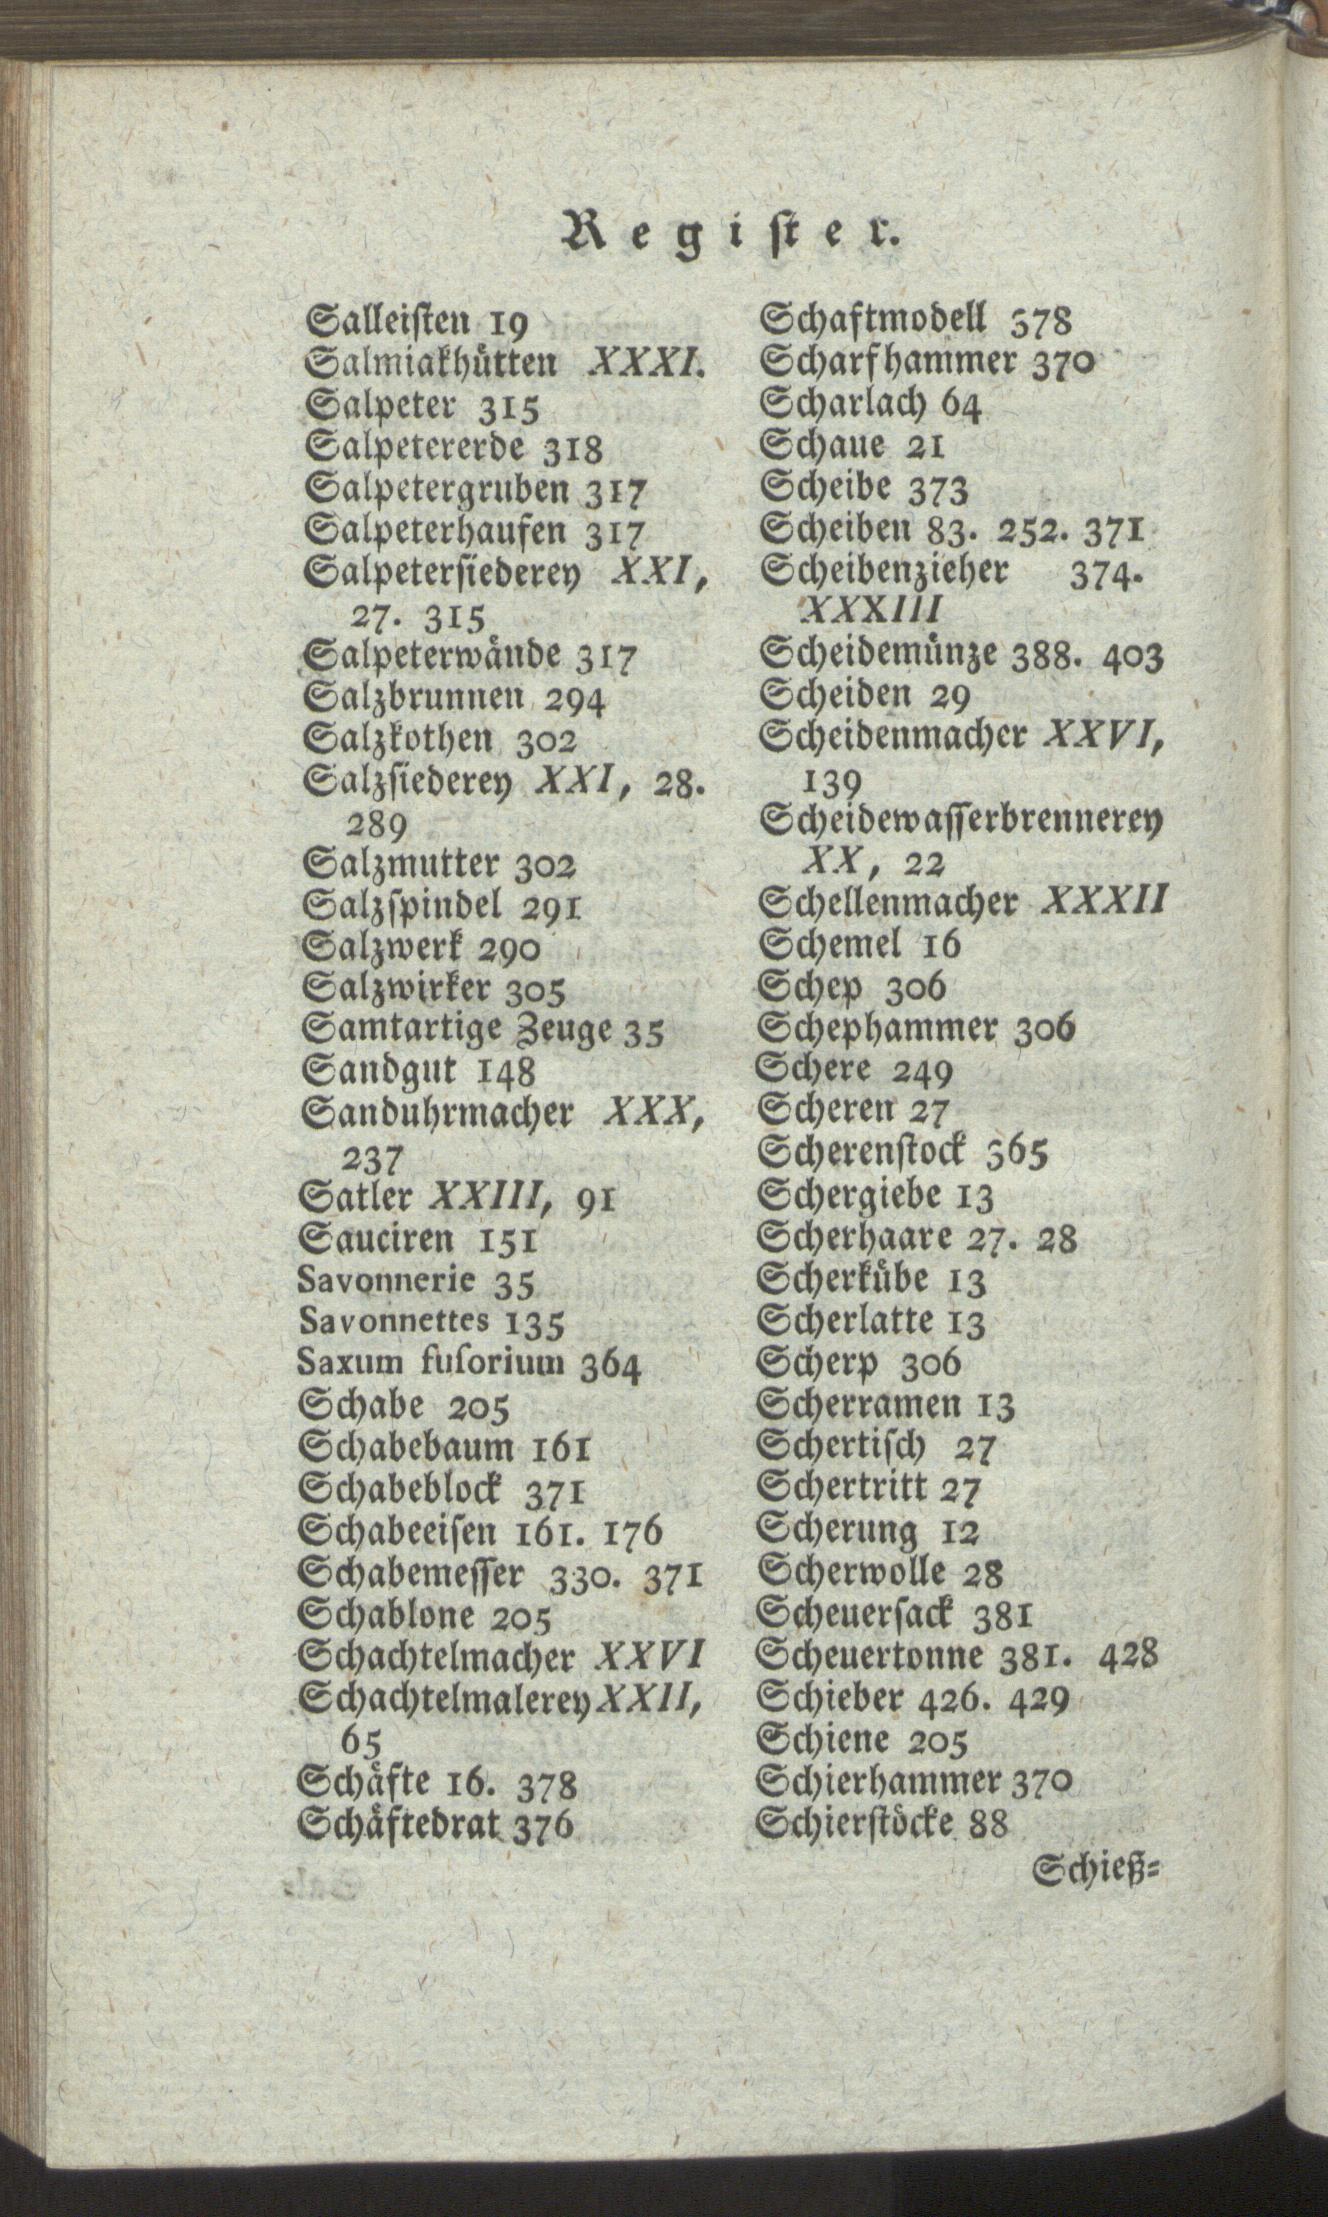 Regiſter.
Salleiſten 19
Salmiakhütten XXXI.
Salpeter 315
Salpetererde 318
Salpetergruben 317
Salpeterhaufen 317
Salpeterſiederey XXI,
27. 315
Salpeterwände 317
Salzbrunnen 294
Salzkothen 302
Salzſiederey XXI, 28.
289
Salzmutter 302
Salzſpindel 291
Salzwerk 290
Salzwirker 305
Samtartige Zeuge 35
Sandgut 148
Sanduhrmacher XXX,
237
Satler XXIII, 91
Sauciren 151
Savonnerie 35
Savonnettes 135
Saxum fuſorium 364
Schabe 205
Schabebaum 161
Schabeblock 371
Schabeeiſen 161. 176
Schabemeſſer 330. 371
Schablone 205
Schachtelmacher XXVI
Schachtelmalerey XXII,
65
Schäfte 16. 378
Schäftedrat 376
Schaftmodell 378
Scharfhammer 370
Scharlach 64
Schaue 21
Scheibe 373
Scheiben 83. 252. 371
Scheibenzieher 374.
XXXIII
Scheidemünze 388. 403
Scheiden 29
Scheidenmacher XXVI,
139
Scheidewaſſerbrennerey
XX, 22
Schellenmacher XXXII
Schemel 16
Schep 306
Schephammer 306
Schere 249
Scheren 27
Scherenſtock 365
Schergiebe 13
Scherhaare 27. 28
Scherkübe 13
Scherlatte 13
Scherp 306
Scherramen 13
Schertiſch 27
Schertritt 27
Scherung 12
Scherwolle 28
Scheuerſack 381
Scheuertonne 381. 428
Schieber 426. 429
Schiene 205
Schierhammer 370
Schierſtöcke 88
Schieß⸗